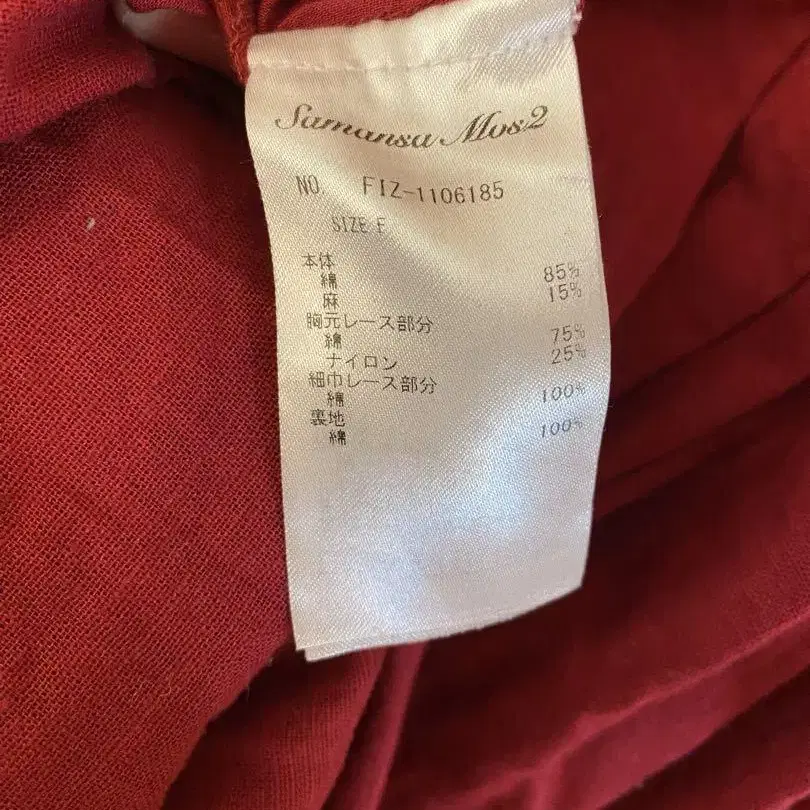 Samansa Mos2
NO. FIZ-1106185
SIZE F
本体
綿 85%
麻 15%
胸元レース部分
綿 75%
ナイロン 25%
細巾レース部分
綿 100%
裏地
綿 100%